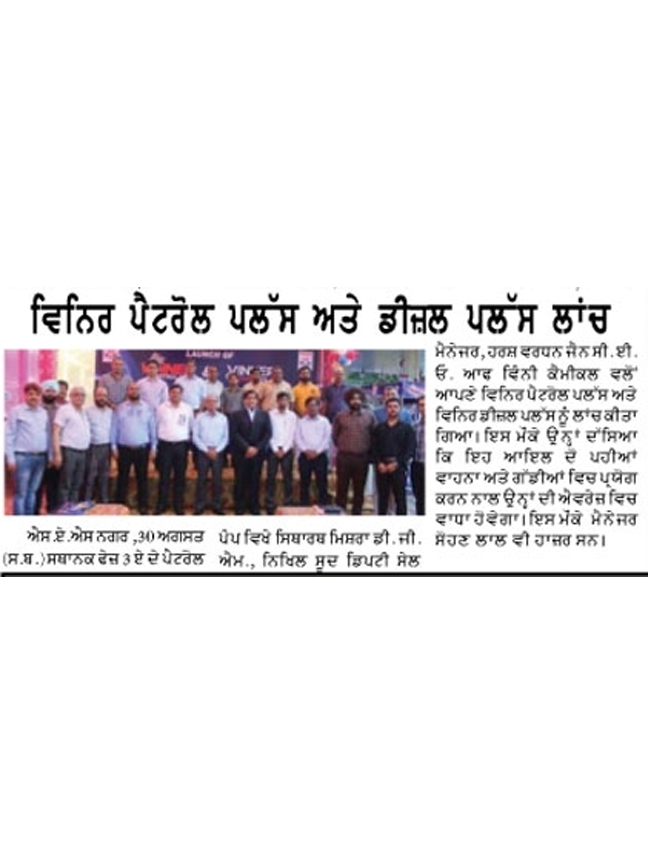 ਵਿਨਿਰ ਪੈਟਰੋਲ ਪਲੱਸ ਅਤੇ ਡੀਜ਼ਲ ਪਲੱਸ ਲਾਂਚ
LAUNCH OF
ਐਸ.ਏ.ਐਸ ਨਗਰ ,30 ਅਗਸਤ
(ਸ.ਬ.)ਸਥਾਨਕ ਫੇਜ਼ 3 ਏ ਦੇ ਪੈਟਰੋਲ
ਪੰਪ ਵਿਖੇ ਸਿਥਾਰਥ ਮਿਸ਼ਰਾ ਡੀ .ਜੀ.
ਐਮ., ਨਿਖਿਲ ਸੂਦ ਡਿਪਟੀ ਸੇਲ
ਮੈਨੇਜਰ,ਹਰਸ਼ ਵਰਧਨ ਜੈਨ ਸੀ.ਈ.
ਓ. ਆਫ ਵਿੰਨੀ ਕੈਮੀਕਲ ਵਲੋਂ
ਆਪਣੇ ਵਿਨਿਰ ਪੈਟਰੋਲ ਪਲੱਸ ਅਤੇ
ਵਿਨਿਰ ਡੀਜ਼ਲ ਪਲੱਸ ਨੂੰ ਲਾਂਚ ਕੀਤਾ
ਗਿਆ। ਇਸ ਮੌਕੇ ਉਨ੍ਹਾਂ ਦੱਸਿਆ
ਕਿ ਇਹ ਆਇਲ ਦੋ ਪਹੀਆਂ
ਵਾਹਨਾ ਅਤੇ ਗੱਡੀਆਂ ਵਿਚ ਪ੍ਰਯੋਗ
ਕਰਨ ਨਾਲ ਉਨ੍ਹਾਂ ਦੀ ਐਵਰੇਜ਼ ਵਿਚ
ਵਾਧਾ ਹੋਵੇਗਾ। ਇਸ ਮੌਕੇ ਮੈਨੇਜਰ
ਸੋਹਣ ਲਾਲ ਵੀ ਹਾਜ਼ਰ ਸਨ।